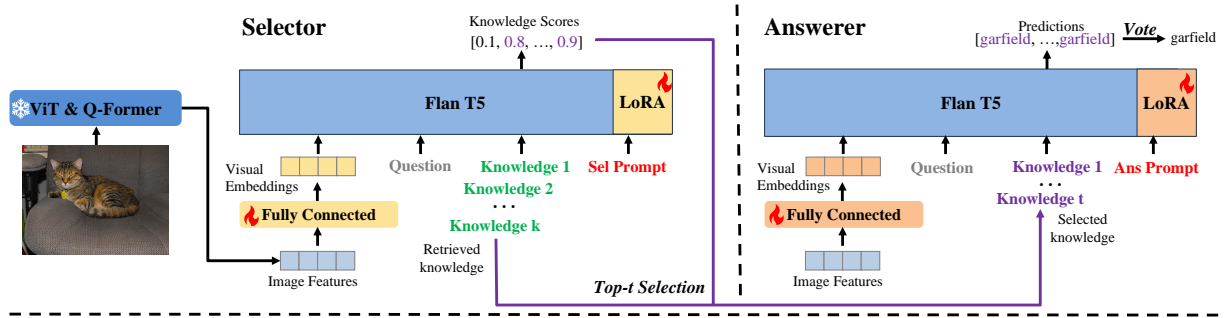 Selector
Knowledge Scores
[0.1, 0.8, …, 0.9]
Flan T5
LoRA
ViT & Q-Former
Visual
Embeddings
Question
Knowledge 1
Knowledge 2
...
Knowledge k
Sel Prompt
Fully Connected
Retrieved
knowledge
Image Features
Top-t Selection
Answerer
Predictions
[garfield, …,garfield]
Vote
garfield
Flan T5
LoRA
Visual
Embeddings
Question
Knowledge 1
...
Knowledge t
Ans Prompt
Fully Connected
Selected
knowledge
Image Features